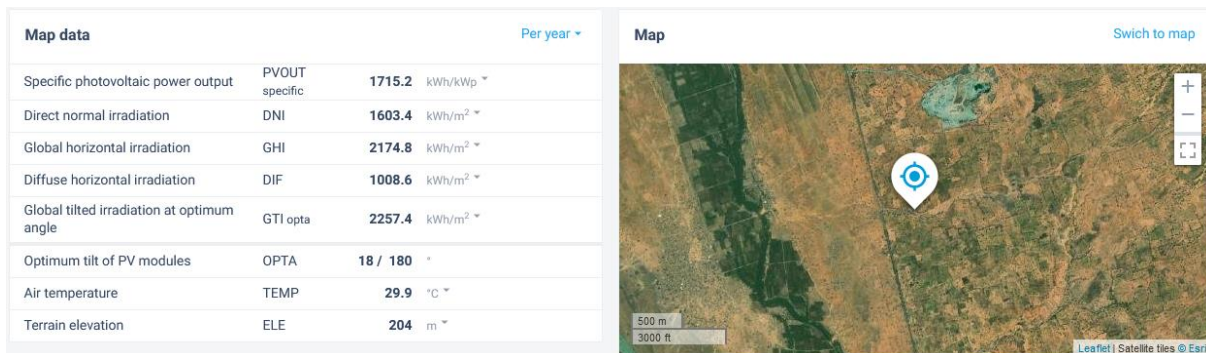 Map data Per year
Specific photovoltaic power output PVOUT specific 1715.2 kWh/kWp
Direct normal irradiation DNI 1603.4 kWh/m²
Global horizontal irradiation GHI 2174.8 kWh/m²
Diffuse horizontal irradiation DIF 1008.6 kWh/m²
Global tilted irradiation at optimum angle GTI opta 2257.4 kWh/m²
Optimum tilt of PV modules OPTA 18 / 180 °
Air temperature TEMP 29.9 °C
Terrain elevation ELE 204 m
Map Swich to map
+
−
500 m
3000 ft
Leaflet | Satellite tiles © Esri